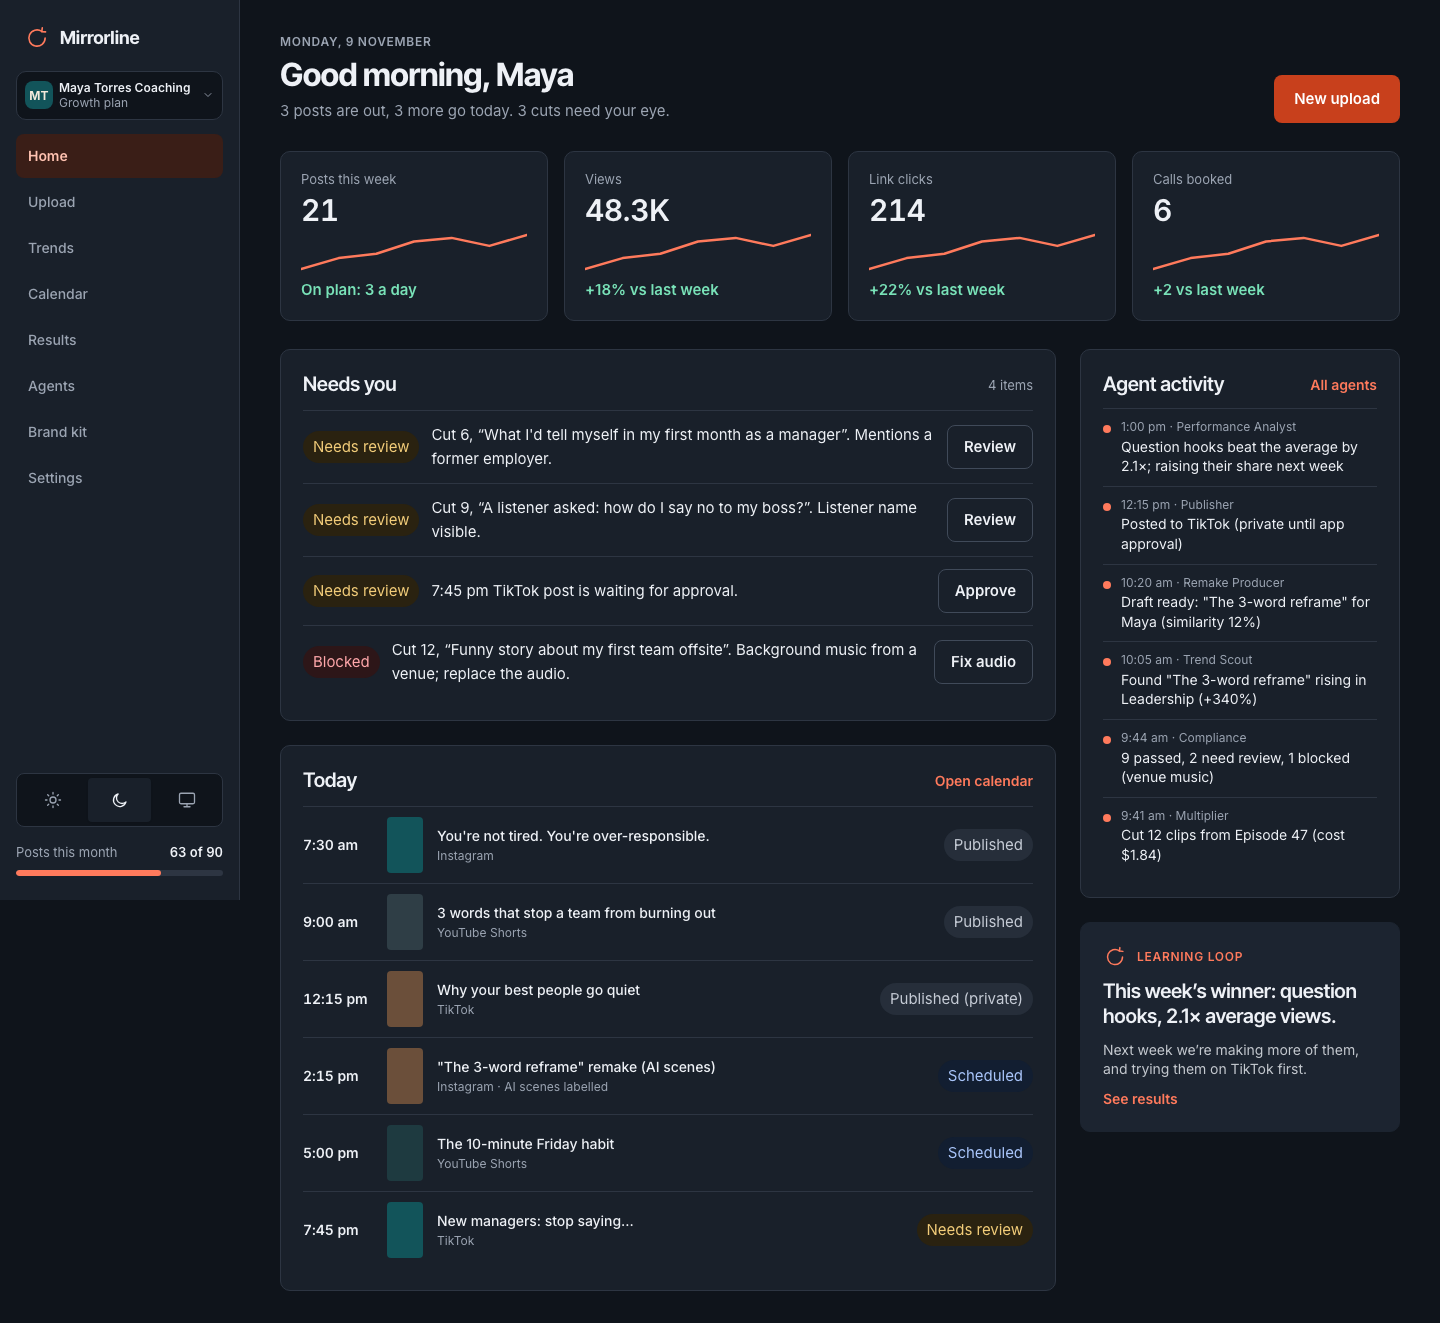 Mirrorline
MT
Maya Torres Coaching
Growth plan
Home
Upload
Trends
Calendar
Results
Agents
Brand kit
Settings
Posts this month
63 of 90
MONDAY, 9 NOVEMBER
Good morning, Maya
3 posts are out, 3 more go today. 3 cuts need your eye.
New upload
Posts this week
21
On plan: 3 a day
Views
48.3K
+18% vs last week
Link clicks
214
+22% vs last week
Calls booked
6
+2 vs last week
Needs you
4 items
Needs review
Cut 6, “What I'd tell myself in my first month as a manager”. Mentions a
former employer.
Review
Needs review
Cut 9, “A listener asked: how do I say no to my boss?”. Listener name
visible.
Review
Needs review
7:45 pm TikTok post is waiting for approval.
Approve
Blocked
Cut 12, “Funny story about my first team offsite”. Background music from a
venue; replace the audio.
Fix audio
Today
Open calendar
7:30 am
You're not tired. You're over-responsible.
Instagram
Published
9:00 am
3 words that stop a team from burning out
YouTube Shorts
Published
12:15 pm
Why your best people go quiet
TikTok
Published (private)
2:15 pm
"The 3-word reframe" remake (AI scenes)
Instagram · AI scenes labelled
Scheduled
5:00 pm
The 10-minute Friday habit
YouTube Shorts
Scheduled
7:45 pm
New managers: stop saying...
TikTok
Needs review
Agent activity
All agents
1:00 pm · Performance Analyst
Question hooks beat the average by
2.1×; raising their share next week
12:15 pm · Publisher
Posted to TikTok (private until app
approval)
10:20 am · Remake Producer
Draft ready: "The 3-word reframe" for
Maya (similarity 12%)
10:05 am · Trend Scout
Found "The 3-word reframe" rising in
Leadership (+340%)
9:44 am · Compliance
9 passed, 2 need review, 1 blocked
(venue music)
9:41 am · Multiplier
Cut 12 clips from Episode 47 (cost
$1.84)
LEARNING LOOP
This week’s winner: question
hooks, 2.1× average views.
Next week we’re making more of them,
and trying them on TikTok first.
See results